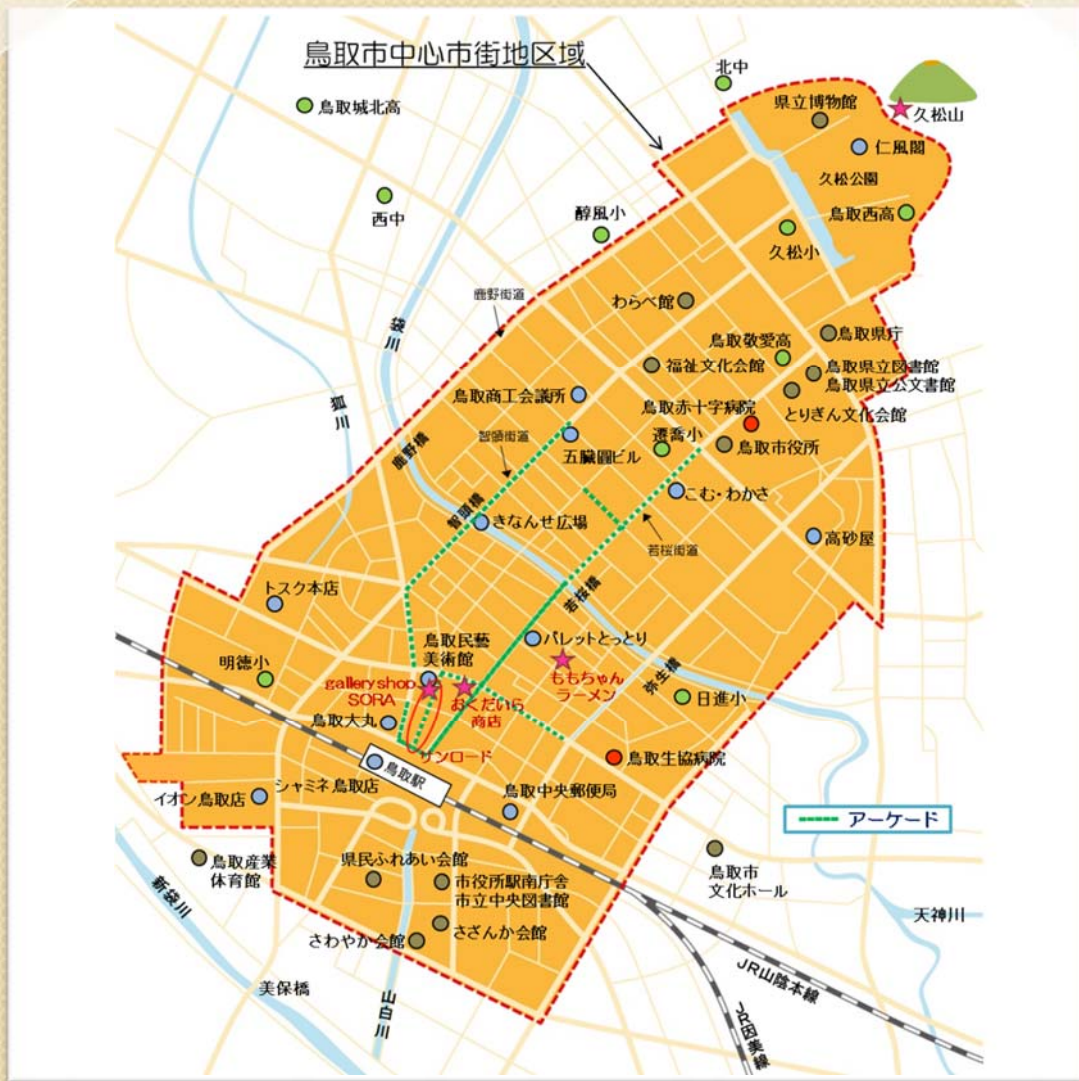 鳥取市中心市街地区域
北中
県立博物館
久松山
鳥取城北高
仁風閣
久松公園
西中
醇風小
鳥取西高
久松小
鹿野街道
わらべ館
袋川
鳥取敬愛高
鳥取県庁
福祉文化会館
鳥取県立図書館
鳥取県立公文書館
鳥取商工会議所
鳥取赤十字病院
とりぎん文化会館
狐川
智頭街道
遷喬小
鳥取市役所
鹿野橋
五臓圓ビル
こむ・わかさ
智頭橋
きなんせ広場
若桜街道
高砂屋
トスク本店
若桜橋
鳥取民藝
美術館
パレットとっとり
明徳小
gallery shop
SORA
おくだいら
商店
ももちゃん
ラーメン
弥生橋
日進小
鳥取大丸
サンロード
鳥取生協病院
鳥取駅
シャミネ鳥取店
イオン鳥取店
鳥取中央郵便局
アーケード
鳥取産業
体育館
県民ふれあい会館
市役所駅南庁舎
市立中央図書館
鳥取市
文化ホール
新袋川
さざんか会館
さわやか会館
天神川
美保橋
山白川
JR山陰本線
JR因美線